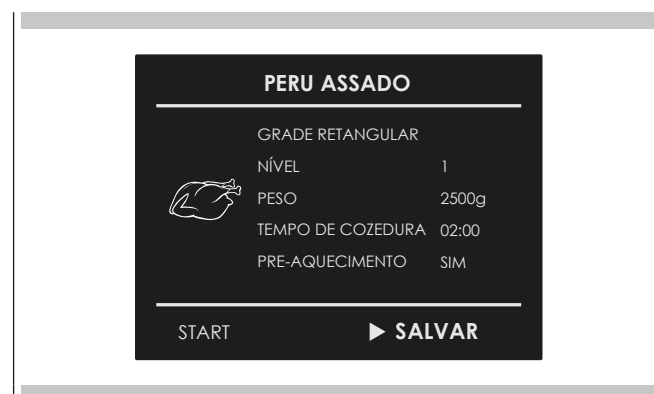 PERU ASSADO
GRADE RETANGULAR
NÍVEL 1
PESO 2500g
TEMPO DE COZEDURA 02:00
PRE-AQUECIMENTO SIM
START ▶ SALVAR